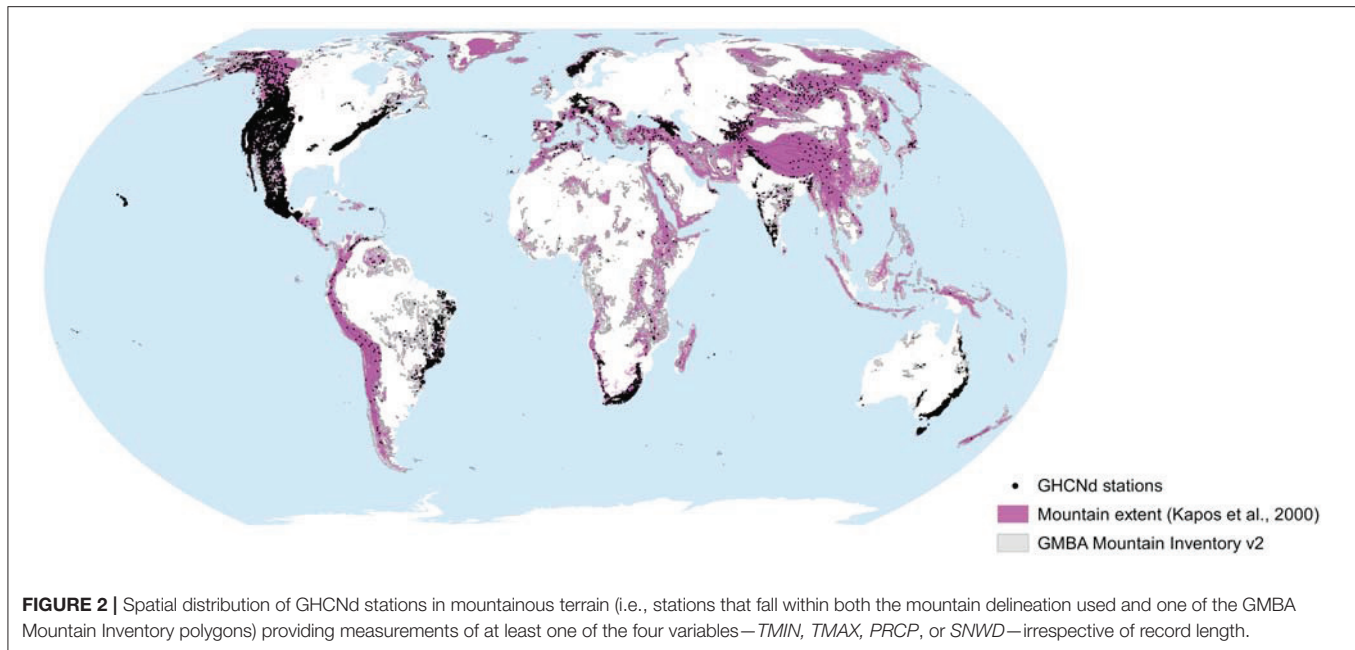 GHCNd stations
Mountain extent (Kapos et al., 2000)
GMBA Mountain Inventory v2
FIGURE 2 | Spatial distribution of GHCNd stations in mountainous terrain (i.e., stations that fall within both the mountain delineation used and one of the GMBA
Mountain Inventory polygons) providing measurements of at least one of the four variables—TMIN, TMAX, PRCP, or SNWD—irrespective of record length.